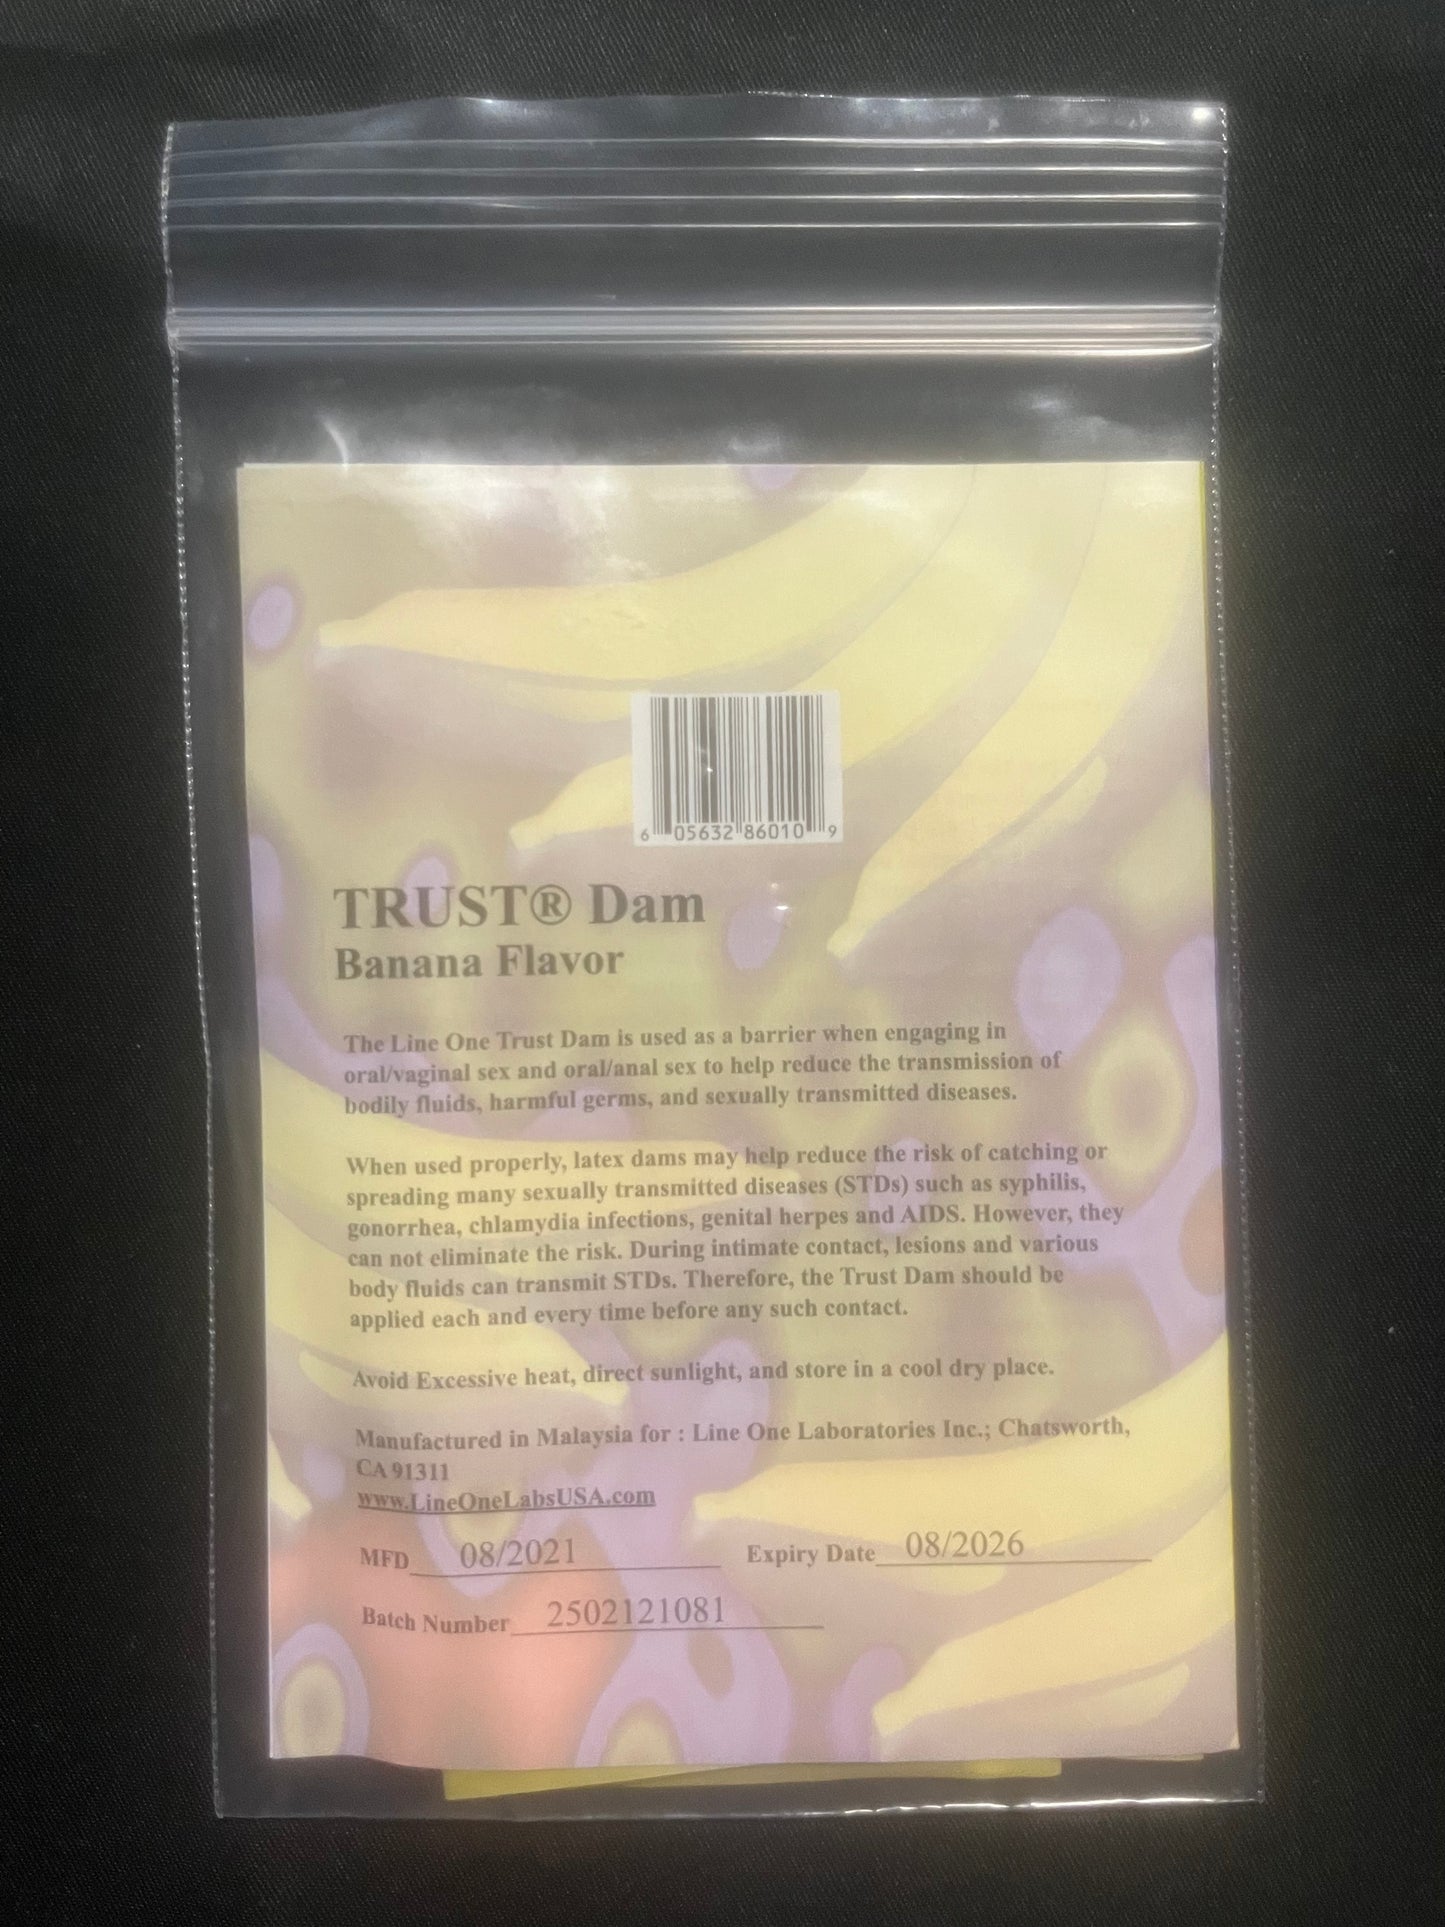 6 05632 86010 9
TRUST® Dam
Banana Flavor
The Line One Trust Dam is used as a barrier when engaging in
oral/vaginal sex and oral/anal sex to help reduce the transmission of
bodily fluids, harmful germs, and sexually transmitted diseases.
When used properly, latex dams may help reduce the risk of catching or
spreading many sexually transmitted diseases (STDs) such as syphilis,
gonorrhea, chlamydia infections, genital herpes and AIDS. However, they
can not eliminate the risk. During intimate contact, lesions and various
body fluids can transmit STDs. Therefore, the Trust Dam should be
applied each and every time before any such contact.
Avoid Excessive heat, direct sunlight, and store in a cool dry place.
Manufactured in Malaysia for : Line One Laboratories Inc.; Chatsworth,
CA 91311
www.LineOneLabsUSA.com
MFD 08/2021 Expiry Date 08/2026
Batch Number 2502121081